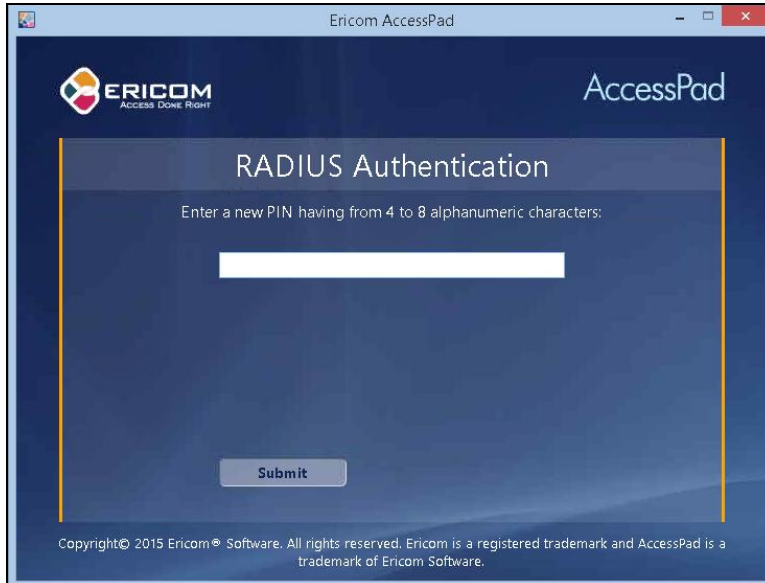 Ericom AccessPad
ERICOM
ACCESS DONE RIGHT
AccessPad
RADIUS Authentication
Enter a new PIN having from 4 to 8 alphanumeric characters:
Submit
Copyright© 2015 Ericom® Software. All rights reserved. Ericom is a registered trademark and AccessPad is a
trademark of Ericom Software.